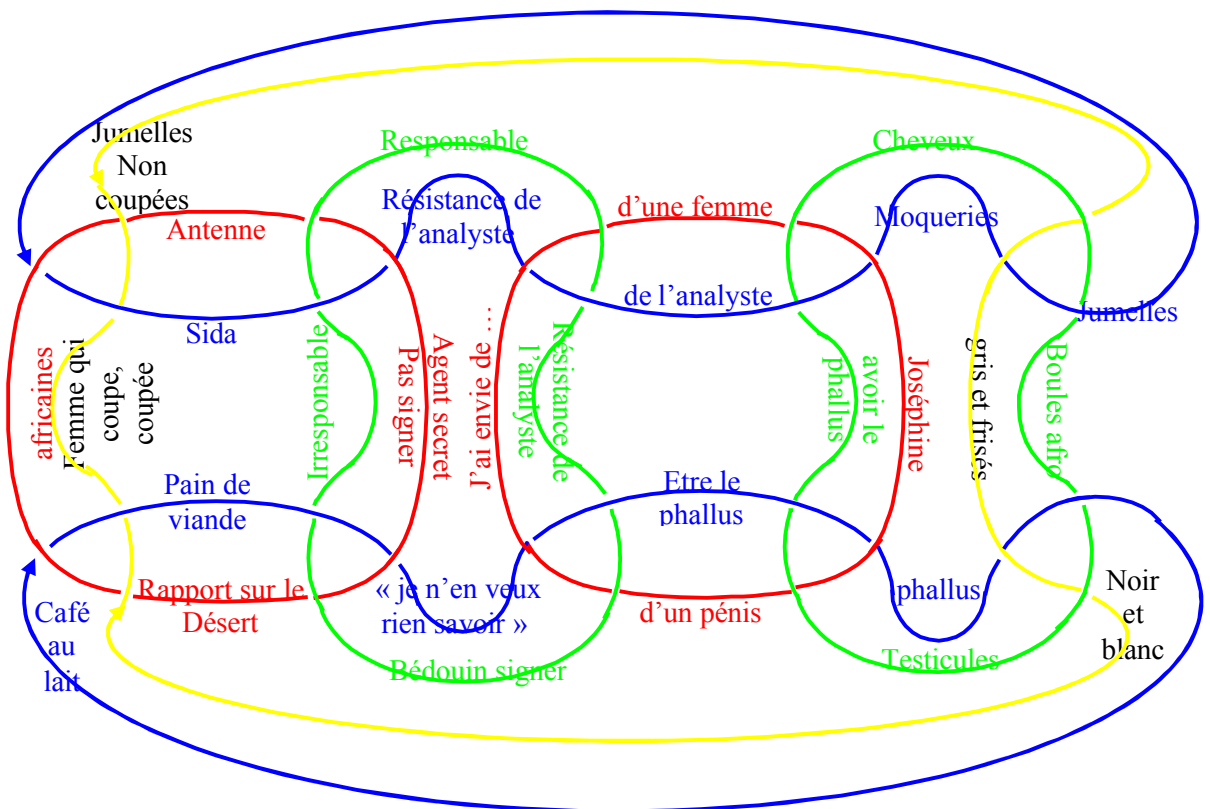 Jumelles
Non
coupées
Responsable
Cheveux
Antenne
Résistance de
l’analyste
d’une femme
Moqueries
Sida
de l’analyste
Jumelles
africaines
Femme qui
coupe,
coupée
Irresponsable
Pas signer
Agent secret
J’ai envie de …
Résistance de
l’analyste
avoir le
phallus
Joséphine
gris et frisés
Boules afro
Pain de
viande
Etre le
phallus
Rapport sur le
Désert
« je n’en veux
rien savoir »
d’un pénis
phallus
Noir
et
blanc
Café
au
lait
Bédouin signer
Testicules